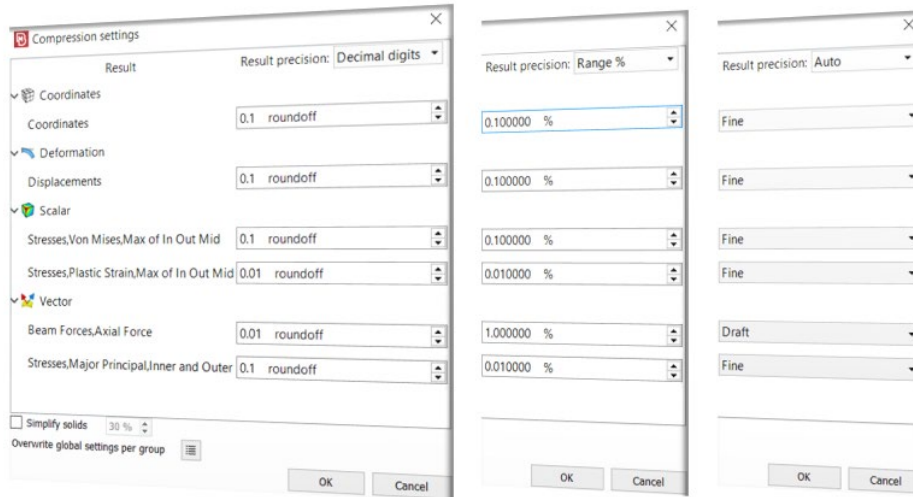 Compression settings
Result
Result precision: Decimal digits
Coordinates
Coordinates
0.1 roundoff
Deformation
Displacements
0.1 roundoff
Scalar
Stresses,Von Mises,Max of In Out Mid
0.1 roundoff
Stresses,Plastic Strain,Max of In Out Mid
0.01 roundoff
Vector
Beam Forces,Axial Force
0.01 roundoff
Stresses,Major Principal,Inner and Outer
0.1 roundoff
Simplify solids
30 %
Overwrite global settings per group
OK
Cancel
Result precision: Range %
0.100000 %
0.100000 %
0.100000 %
0.010000 %
1.000000 %
0.010000 %
OK
Cancel
Result precision: Auto
Fine
Fine
Fine
Fine
Draft
Fine
OK
Cancel